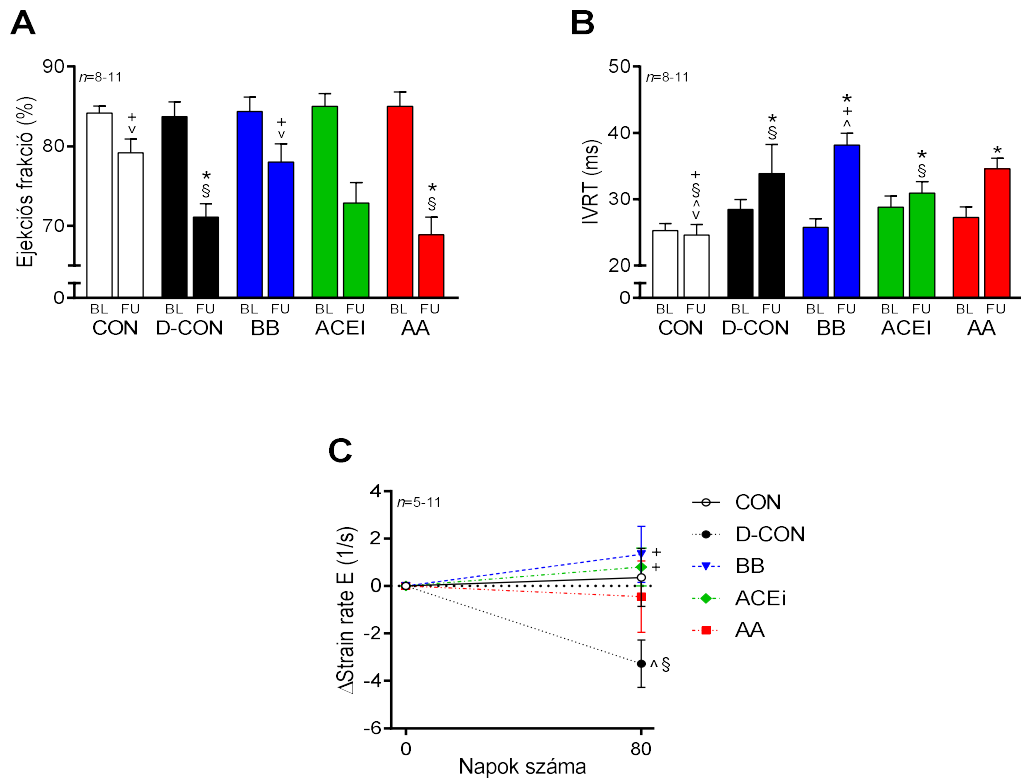 A
Ejekciós frakció (%)
90
80
70
0
n=8-11
+
v
*
§
+
v
*
§
BL FU BL FU BL FU BL FU BL FU
CON D-CON BB ACEI AA
B
IVRT (ms)
50
40
30
20
0
n=8-11
+
§
^
v
*
§
*
+
^
*
§
*
BL FU BL FU BL FU BL FU BL FU
CON D-CON BB ACEI AA
C
ΔStrain rate E (1/s)
4
2
0
-2
-4
-6
n=5-11
+
+
^ §
0 80
Napok száma
CON
D-CON
BB
ACEi
AA